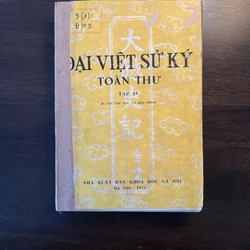 ĐẠI VIỆT SỬ KÝ
TOÀN THƯ
TẬP IV
NHÀ XUẤT BẢN KHOA HỌC XÃ HỘI
HÀ NỘI - 1973
大
記